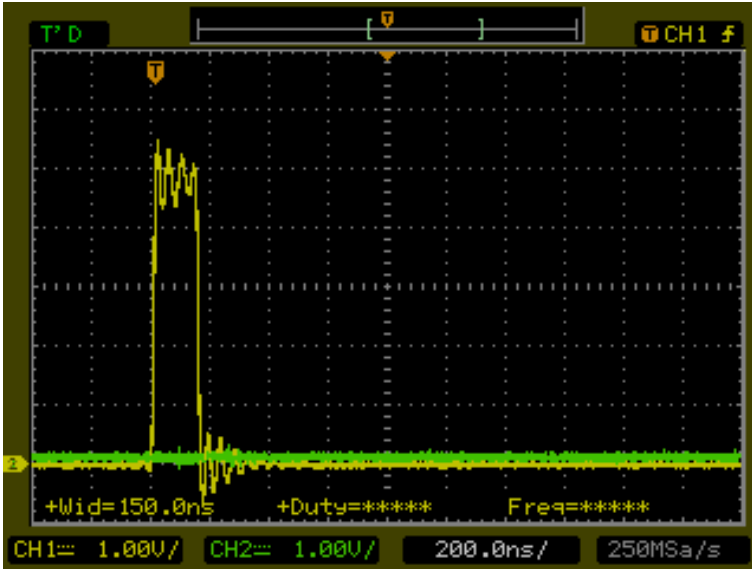 T'D T CH1
T
T
2
+Wid=150.0ns +Duty=***** Freq=*****
CH1 1.00V/ CH2 1.00V/ 200.0ns/ 250MSa/s